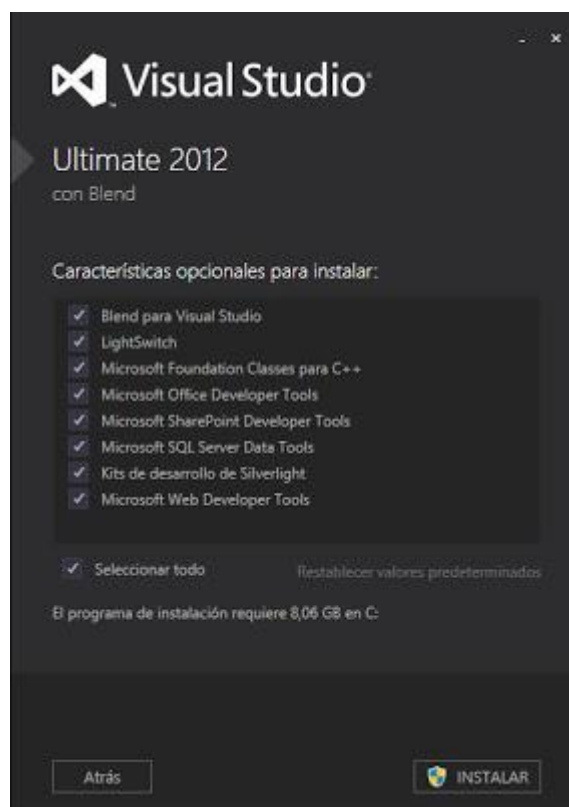 Visual Studio
Ultimate 2012
con Blend
Características opcionales para instalar:
Blend para Visual Studio
LightSwitch
Microsoft Foundation Classes para C++
Microsoft Office Developer Tools
Microsoft SharePoint Developer Tools
Microsoft SQL Server Data Tools
Kits de desarrollo de Silverlight
Microsoft Web Developer Tools
Seleccionar todo Restablecer valores predeterminados
El programa de instalación requiere 8,06 GB en C:
Atrás INSTALAR